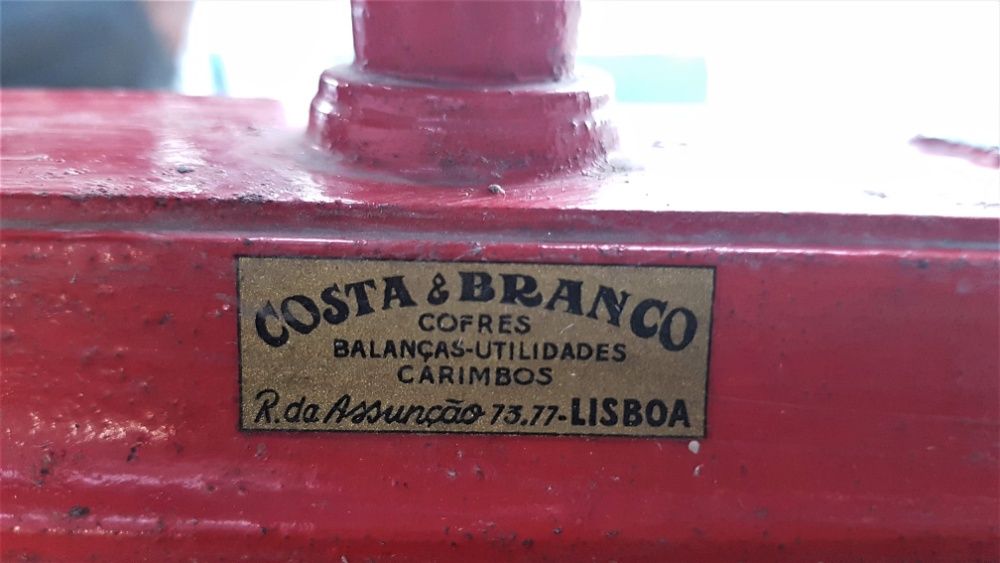 COSTA & BRANCO
COFRES
BALANÇAS-UTILIDADES
CARIMBOS
R. da Assunção 73.77-LISBOA